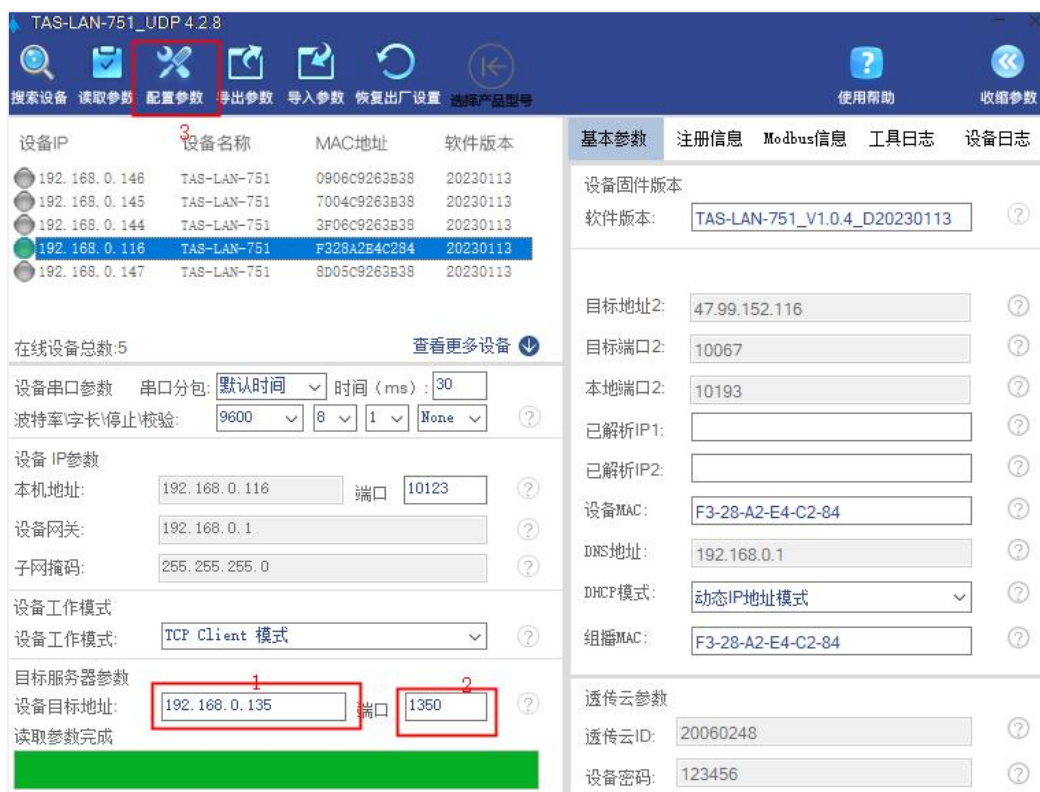 TAS-LAN-751_UDP 4.2.8
搜索设备 读取参数 配置参数 导出参数 导入参数 恢复出厂设置 选择产品型号 使用帮助 收缩参数
3
设备IP 设备名称 MAC地址 软件版本
192.168.0.146 TAS-LAN-751 0906C9263B38 20230113
192.168.0.145 TAS-LAN-751 7004C9263B38 20230113
192.168.0.144 TAS-LAN-751 3F06C9263B38 20230113
192.168.0.116 TAS-LAN-751 F328A2E4C284 20230113
192.168.0.147 TAS-LAN-751 8D05C9263B38 20230113
在线设备总数:5 查看更多设备
设备串口参数 串口分包: 默认时间 时间（ms）: 30
波特率\字长\停止\校验: 9600 8 1 None ?
设备 IP参数
本机地址: 192.168.0.116 端口 10123 ?
设备网关: 192.168.0.1 ?
子网掩码: 255.255.255.0 ?
设备工作模式
设备工作模式: TCP Client 模式 ?
目标服务器参数
1 2
设备目标地址: 192.168.0.135 端口 1350 ?
读取参数完成
基本参数 注册信息 Modbus信息 工具日志 设备日志
设备固件版本
软件版本: TAS-LAN-751_V1.0.4_D20230113 ?
目标地址2: 47.99.152.116 ?
目标端口2: 10067 ?
本地端口2: 10193 ?
已解析IP1: ?
已解析IP2: ?
设备MAC: F3-28-A2-E4-C2-84 ?
DNS地址: 192.168.0.1 ?
DHCP模式: 动态IP地址模式 ?
组播MAC: F3-28-A2-E4-C2-84 ?
透传云参数
透传云ID: 20060248 ?
设备密码: 123456 ?